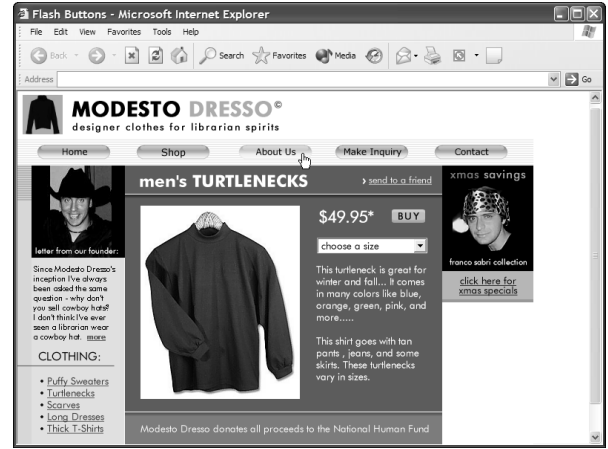 Flash Buttons - Microsoft Internet Explorer
File Edit View Favorites Tools Help
Back Search Favorites Media
Address Go
MODESTO DRESSO©
designer clothes for librarian spirits
Home Shop About Us Make Inquiry Contact
letter from our founder:
Since Modesto Dresso's
inception I've always
been asked the same
question - why don't
you sell cowboy hats?
I don't think I've ever
seen a librarian wear
a cowboy hat. more
CLOTHING:
• Puffy Sweaters
• Turtlenecks
• Scarves
• Long Dresses
• Thick T-Shirts
men's TURTLENECKS
› send to a friend
$49.95* BUY
choose a size
This turtleneck is great for
winter and fall... It comes
in many colors like blue,
orange, green, pink, and
more.....
This shirt goes with tan
pants , jeans, and some
skirts. These turtlenecks
vary in sizes.
Modesto Dresso donates all proceeds to the National Human Fund
xmas savings
franco sabri collection
click here for
xmas specials